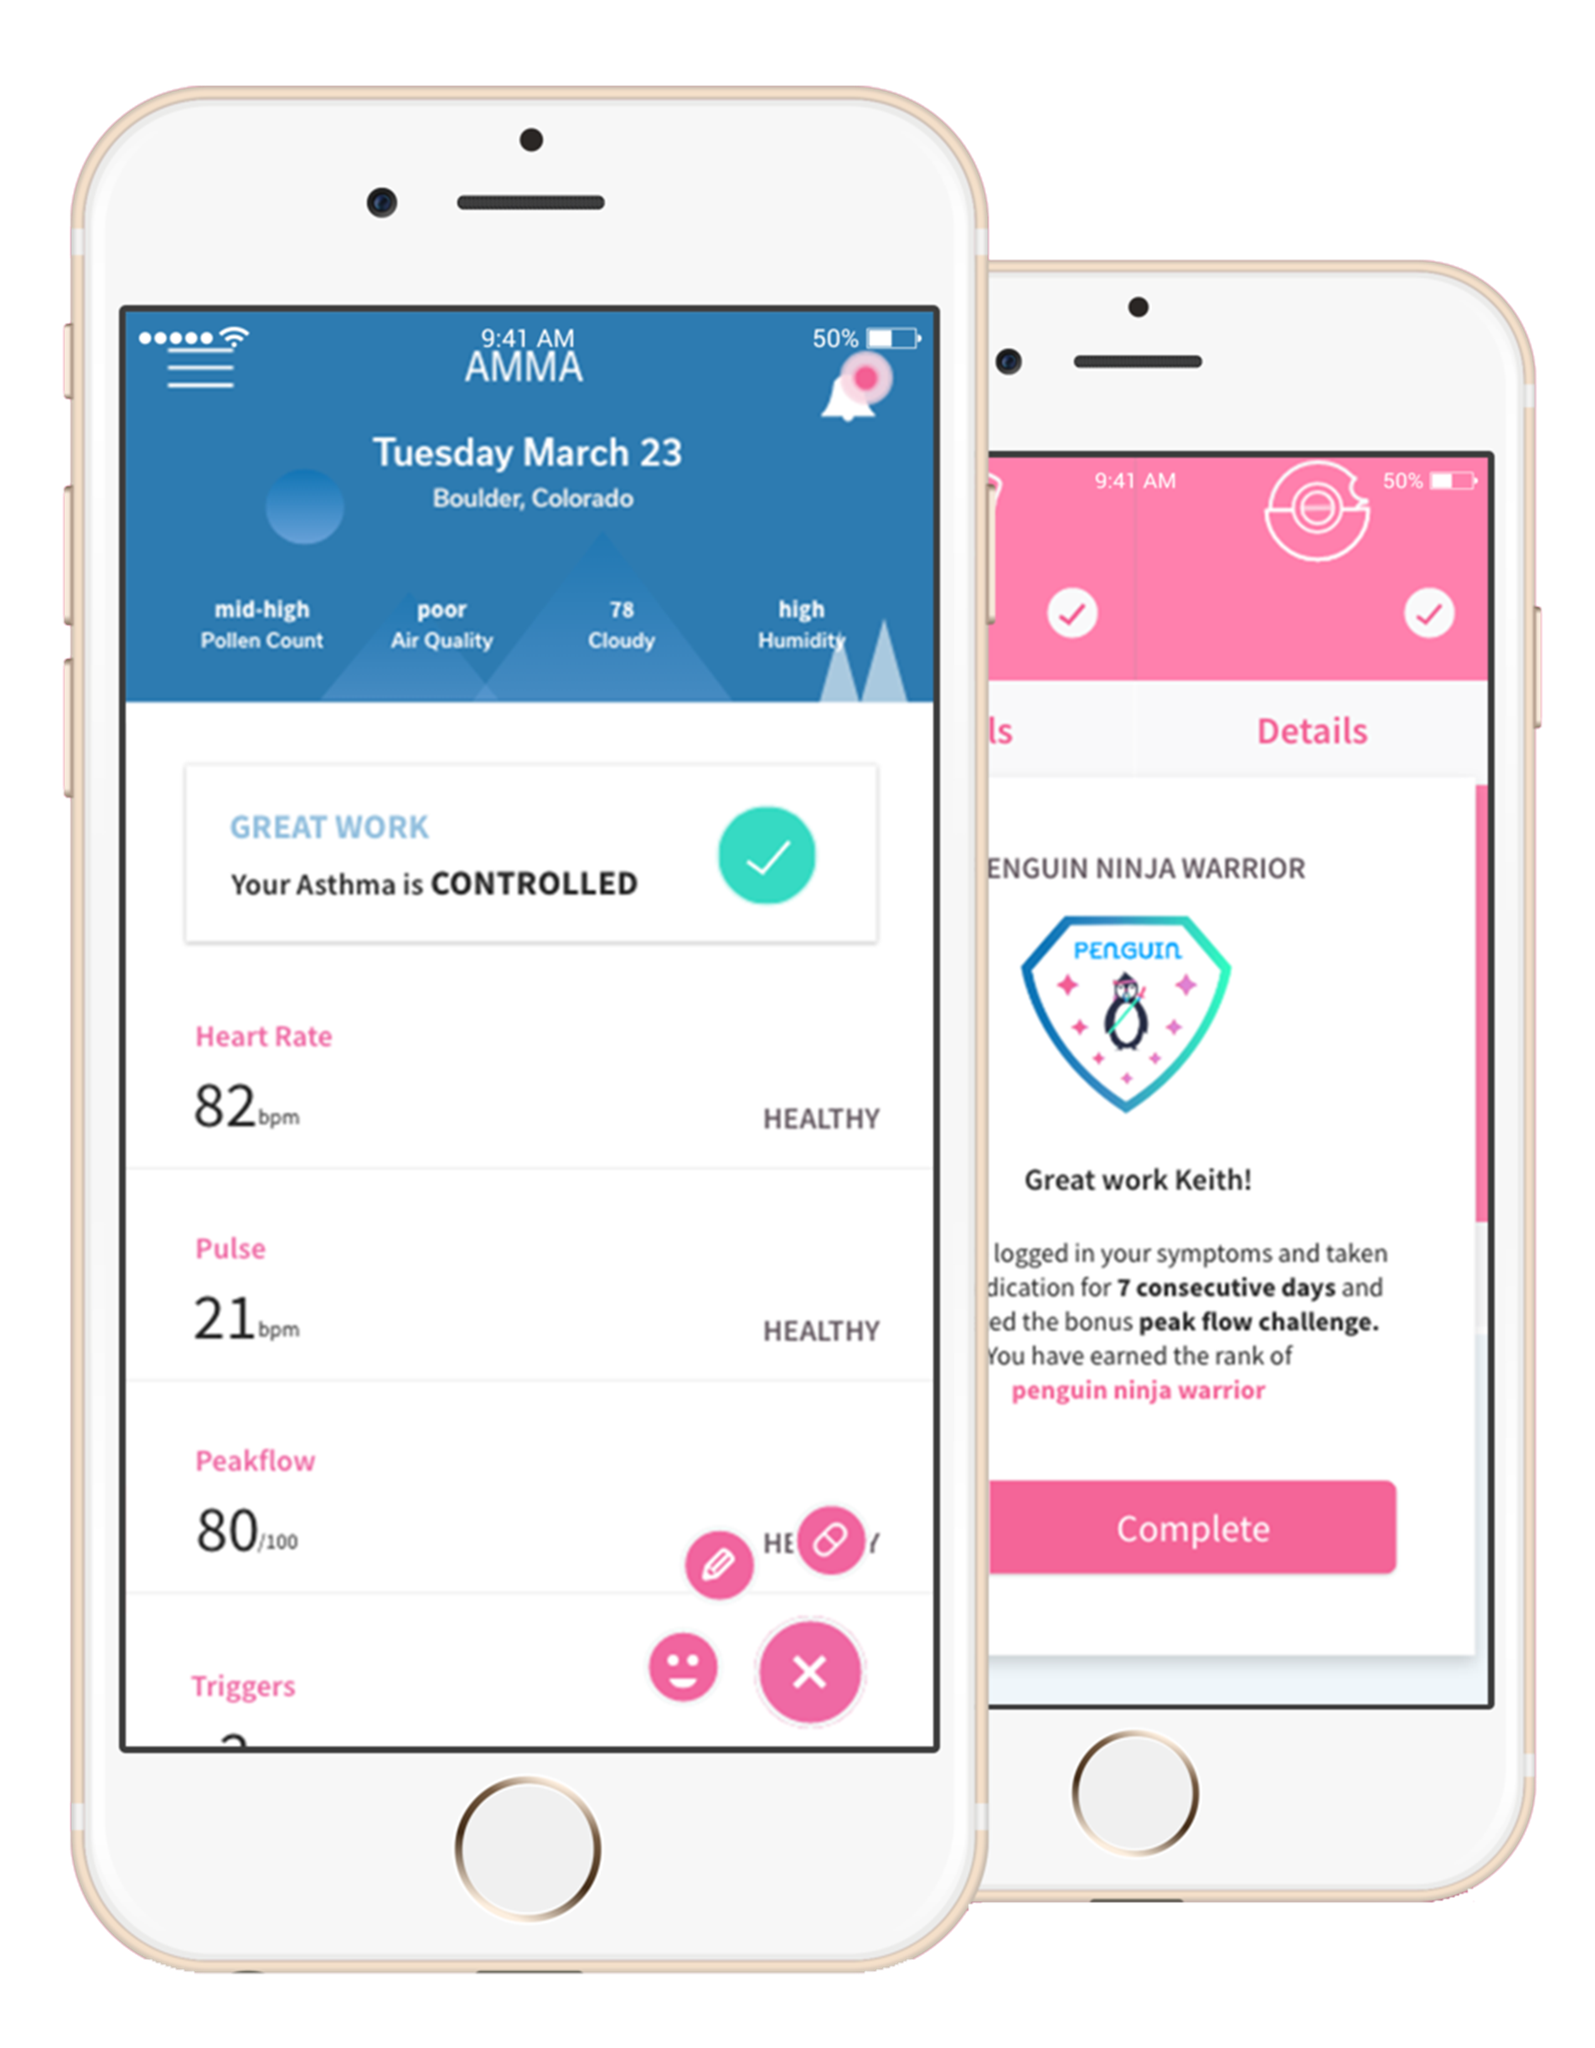 9:41 AM
50%
AMMA
Tuesday March 23
Boulder, Colorado
mid-high poor 78 high
Pollen Count Air Quality Cloudy Humidity
GREAT WORK
Your Asthma is CONTROLLED
Heart Rate
82bpm
HEALTHY
Pulse
21bpm
HEALTHY
Peakflow
80/100
Triggers
9:41 AM
50%
Details
ENGUIN NINJA WARRIOR
PENGUIN
Great work Keith!
logged in your symptoms and taken
dication for 7 consecutive days and
ed the bonus peak flow challenge.
You have earned the rank of
penguin ninja warrior
Complete